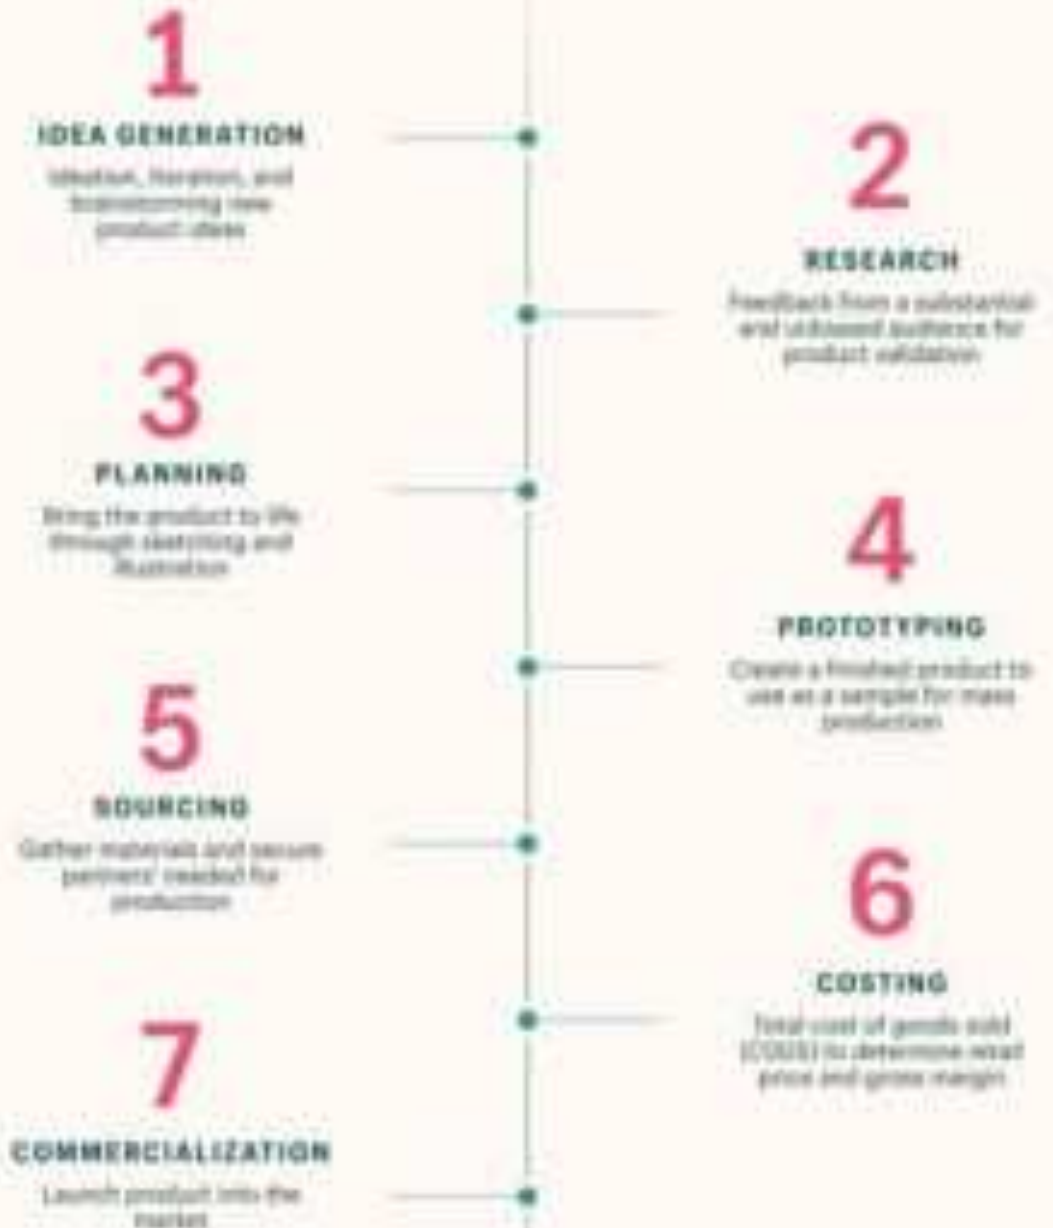 1
IDEA GENERATION
Ideation, iteration, and
brainstorming new
product ideas
2
RESEARCH
Feedback from a substantial
and unbiased audience for
product validation
3
PLANNING
Bring the product to life
through sketching and
illustration
4
PROTOTYPING
Create a finished product to
use as a sample for mass
production
5
SOURCING
Gather materials and secure
partners' needed for
production
6
COSTING
Total cost of goods sold
(COGS) to determine retail
price and gross margin
7
COMMERCIALIZATION
Launch product into the
market